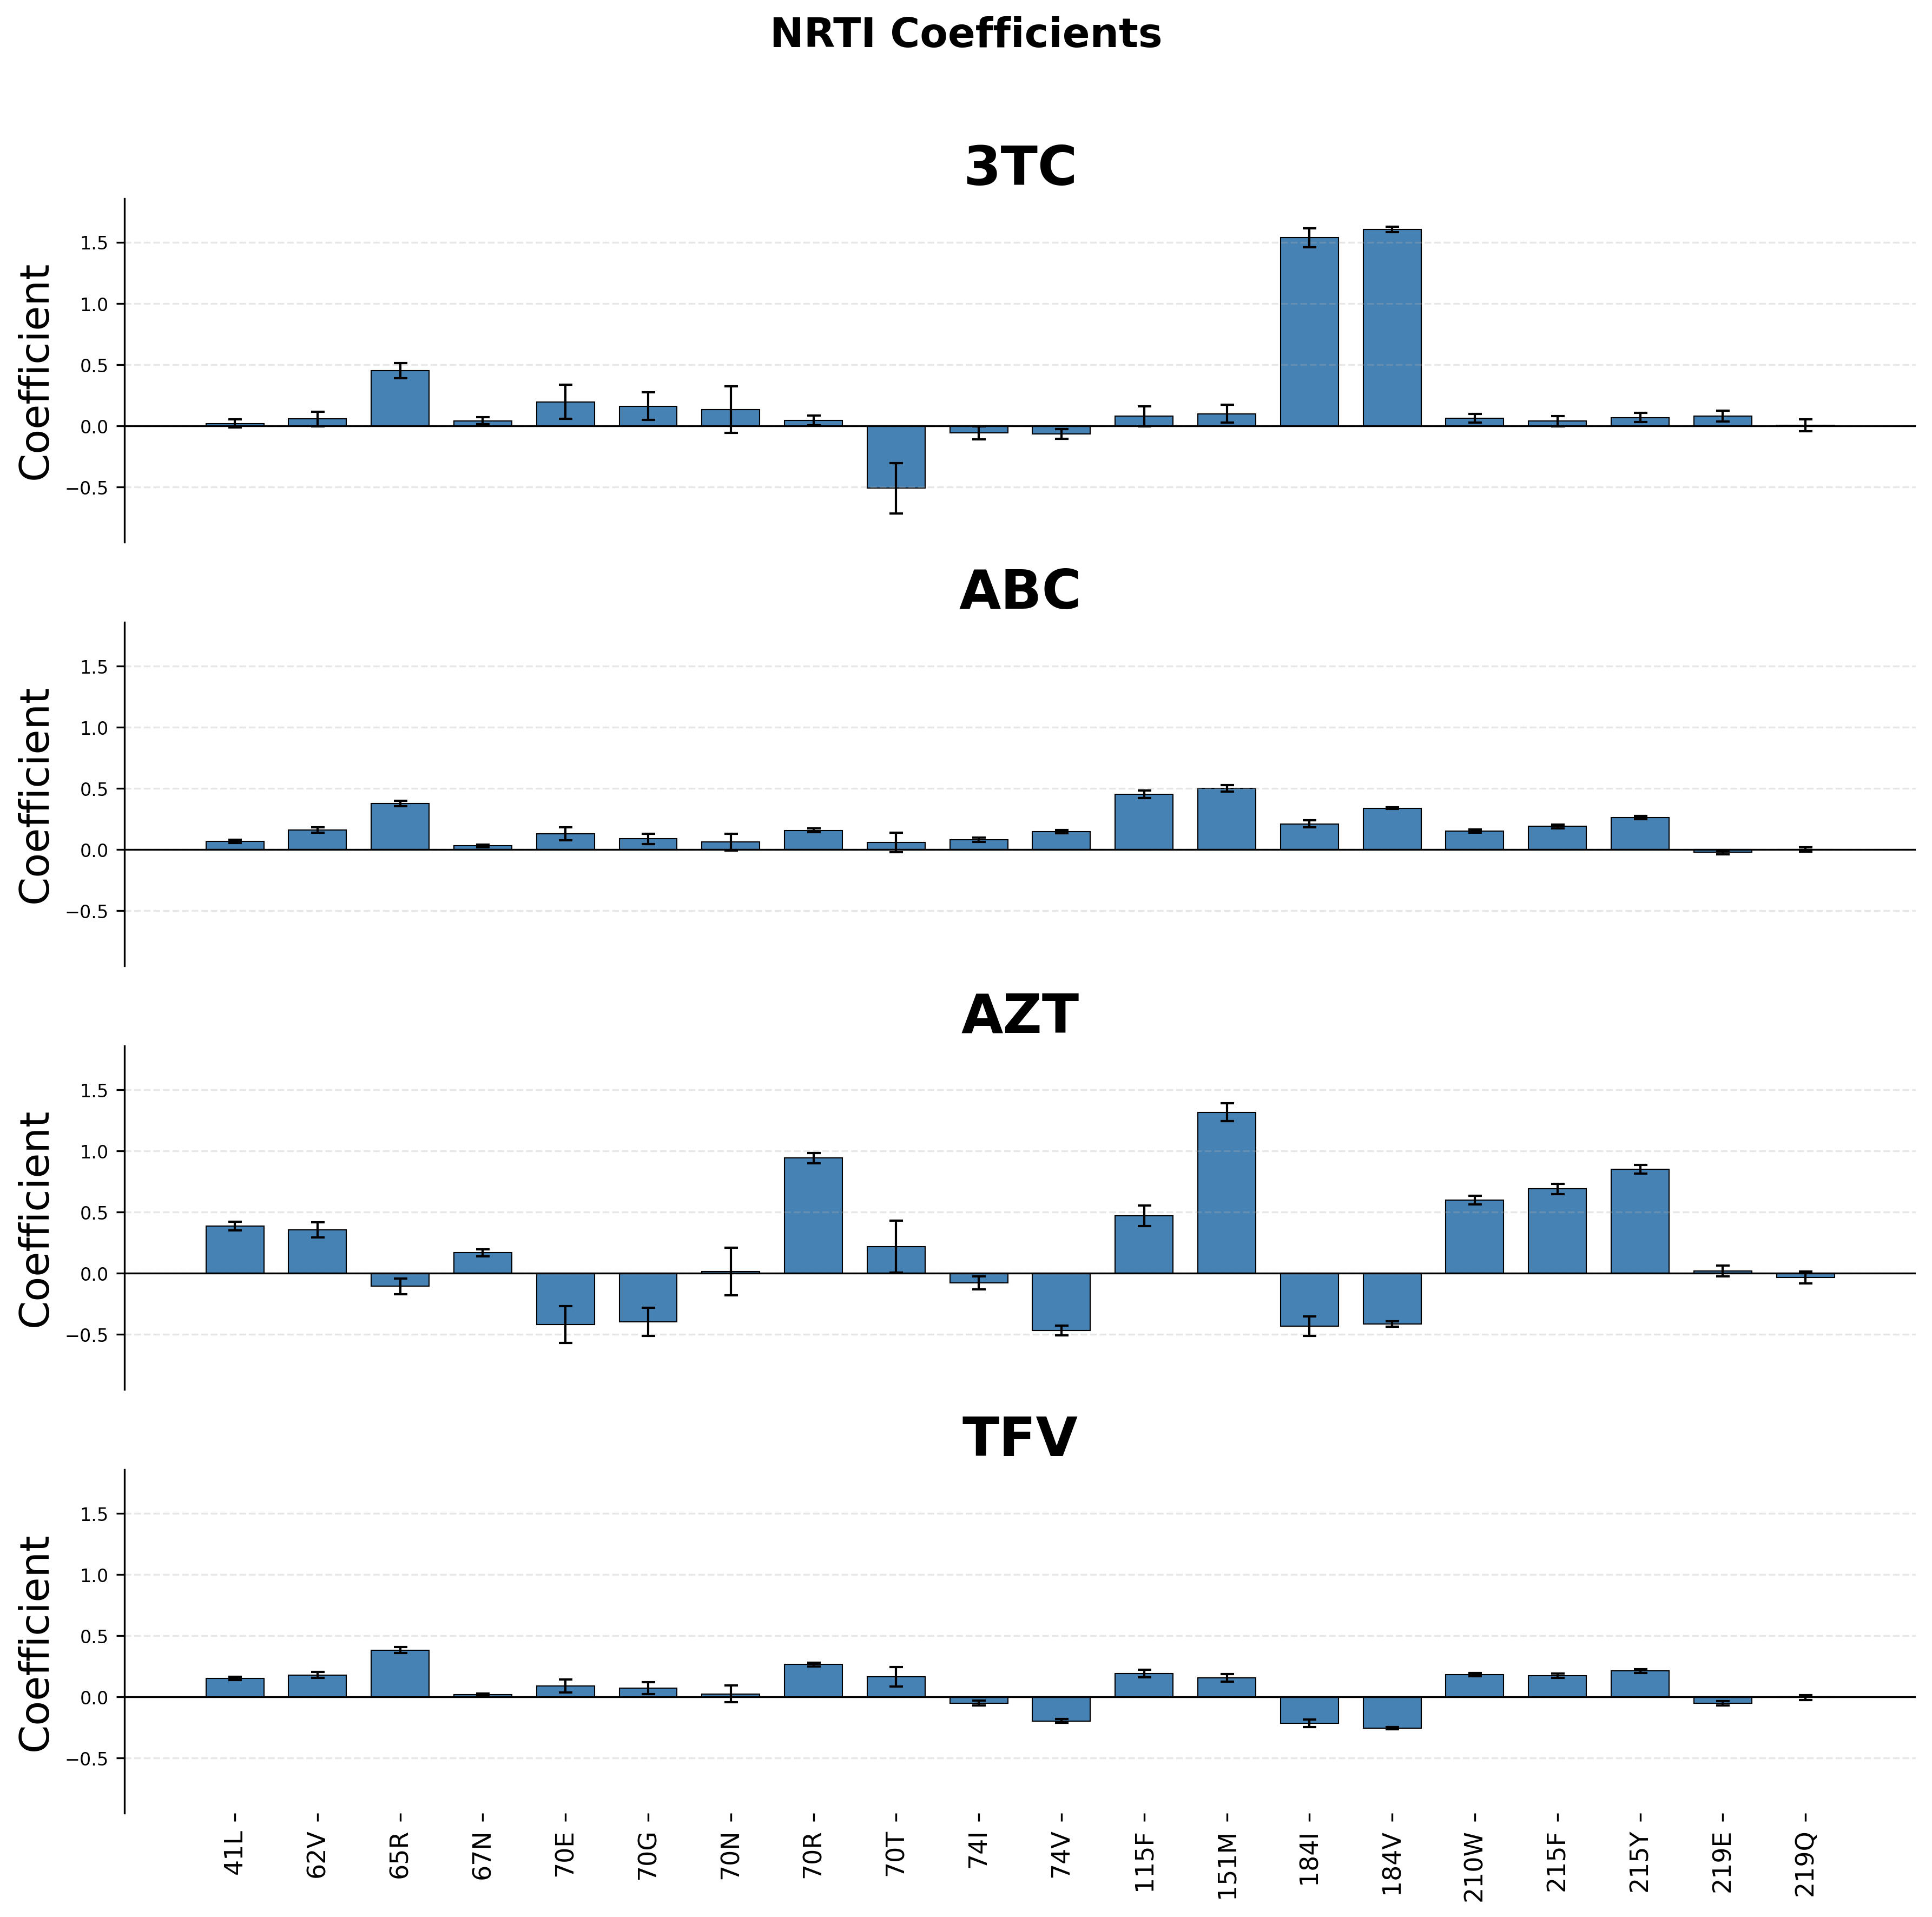 NRTI Coefficients
3TC
Coefficient
1.5
1.0
0.5
0.0
−0.5
ABC
Coefficient
1.5
1.0
0.5
0.0
−0.5
AZT
Coefficient
1.5
1.0
0.5
0.0
−0.5
TFV
Coefficient
1.5
1.0
0.5
0.0
−0.5
41L
62V
65R
67N
70E
70G
70N
70R
70T
74I
74V
115F
151M
184I
184V
210W
215F
215Y
219E
219Q